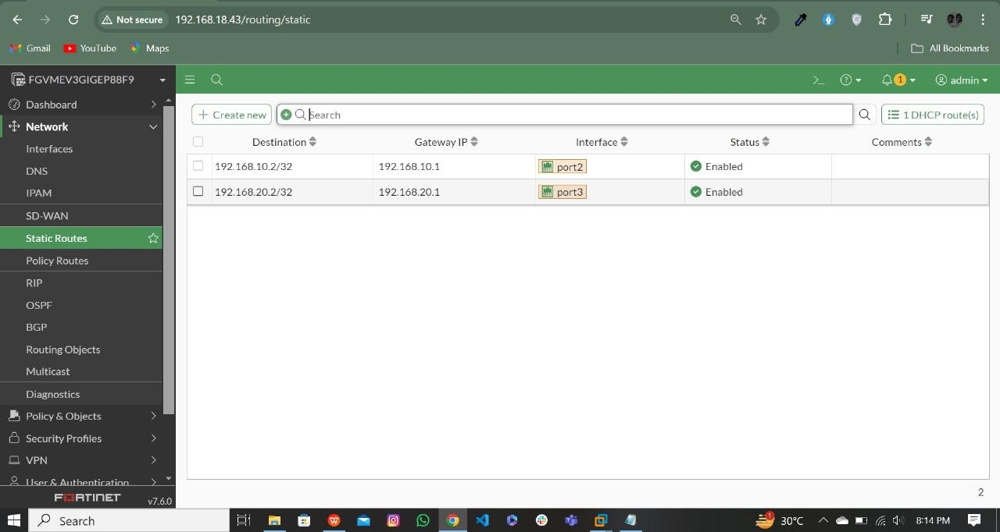 Not secure 192.168.18.43/routing/static
Gmail YouTube Maps All Bookmarks
FGVMEV3GIGEP88F9
1 admin
Dashboard
Network
Interfaces
DNS
IPAM
SD-WAN
Static Routes
Policy Routes
RIP
OSPF
BGP
Routing Objects
Multicast
Diagnostics
Policy & Objects
Security Profiles
VPN
User & Authentication
FORTINET v7.6.0
Create new Search 1 DHCP route(s)
Destination Gateway IP Interface Status Comments
192.168.10.2/32 192.168.10.1 port2 Enabled
192.168.20.2/32 192.168.20.1 port3 Enabled
2
Search 1 30°C 8:14 PM